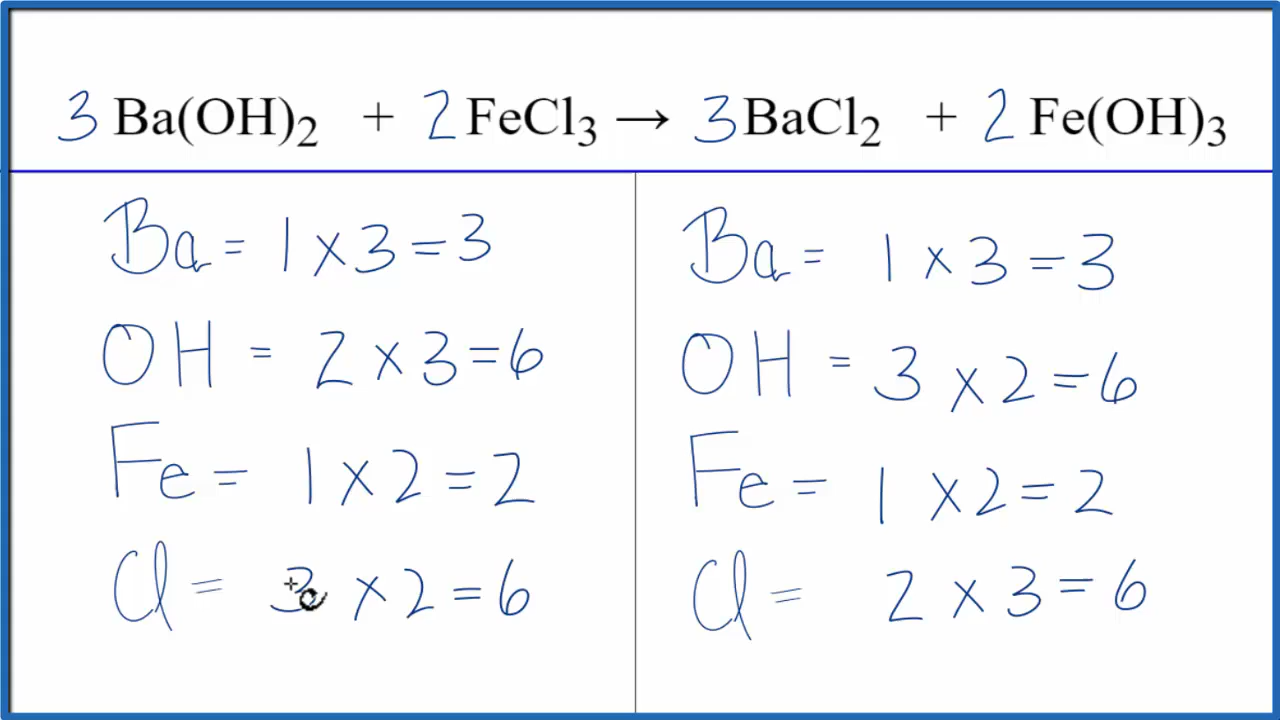 3 Ba(OH)₂ + 2 FeCl₃ → 3 BaCl₂ + 2 Fe(OH)₃
Ba = 1 × 3 = 3
OH = 2 × 3 = 6
Fe = 1 × 2 = 2
Cl = 3 × 2 = 6
Ba = 1 × 3 = 3
OH = 3 × 2 = 6
Fe = 1 × 2 = 2
Cl = 2 × 3 = 6